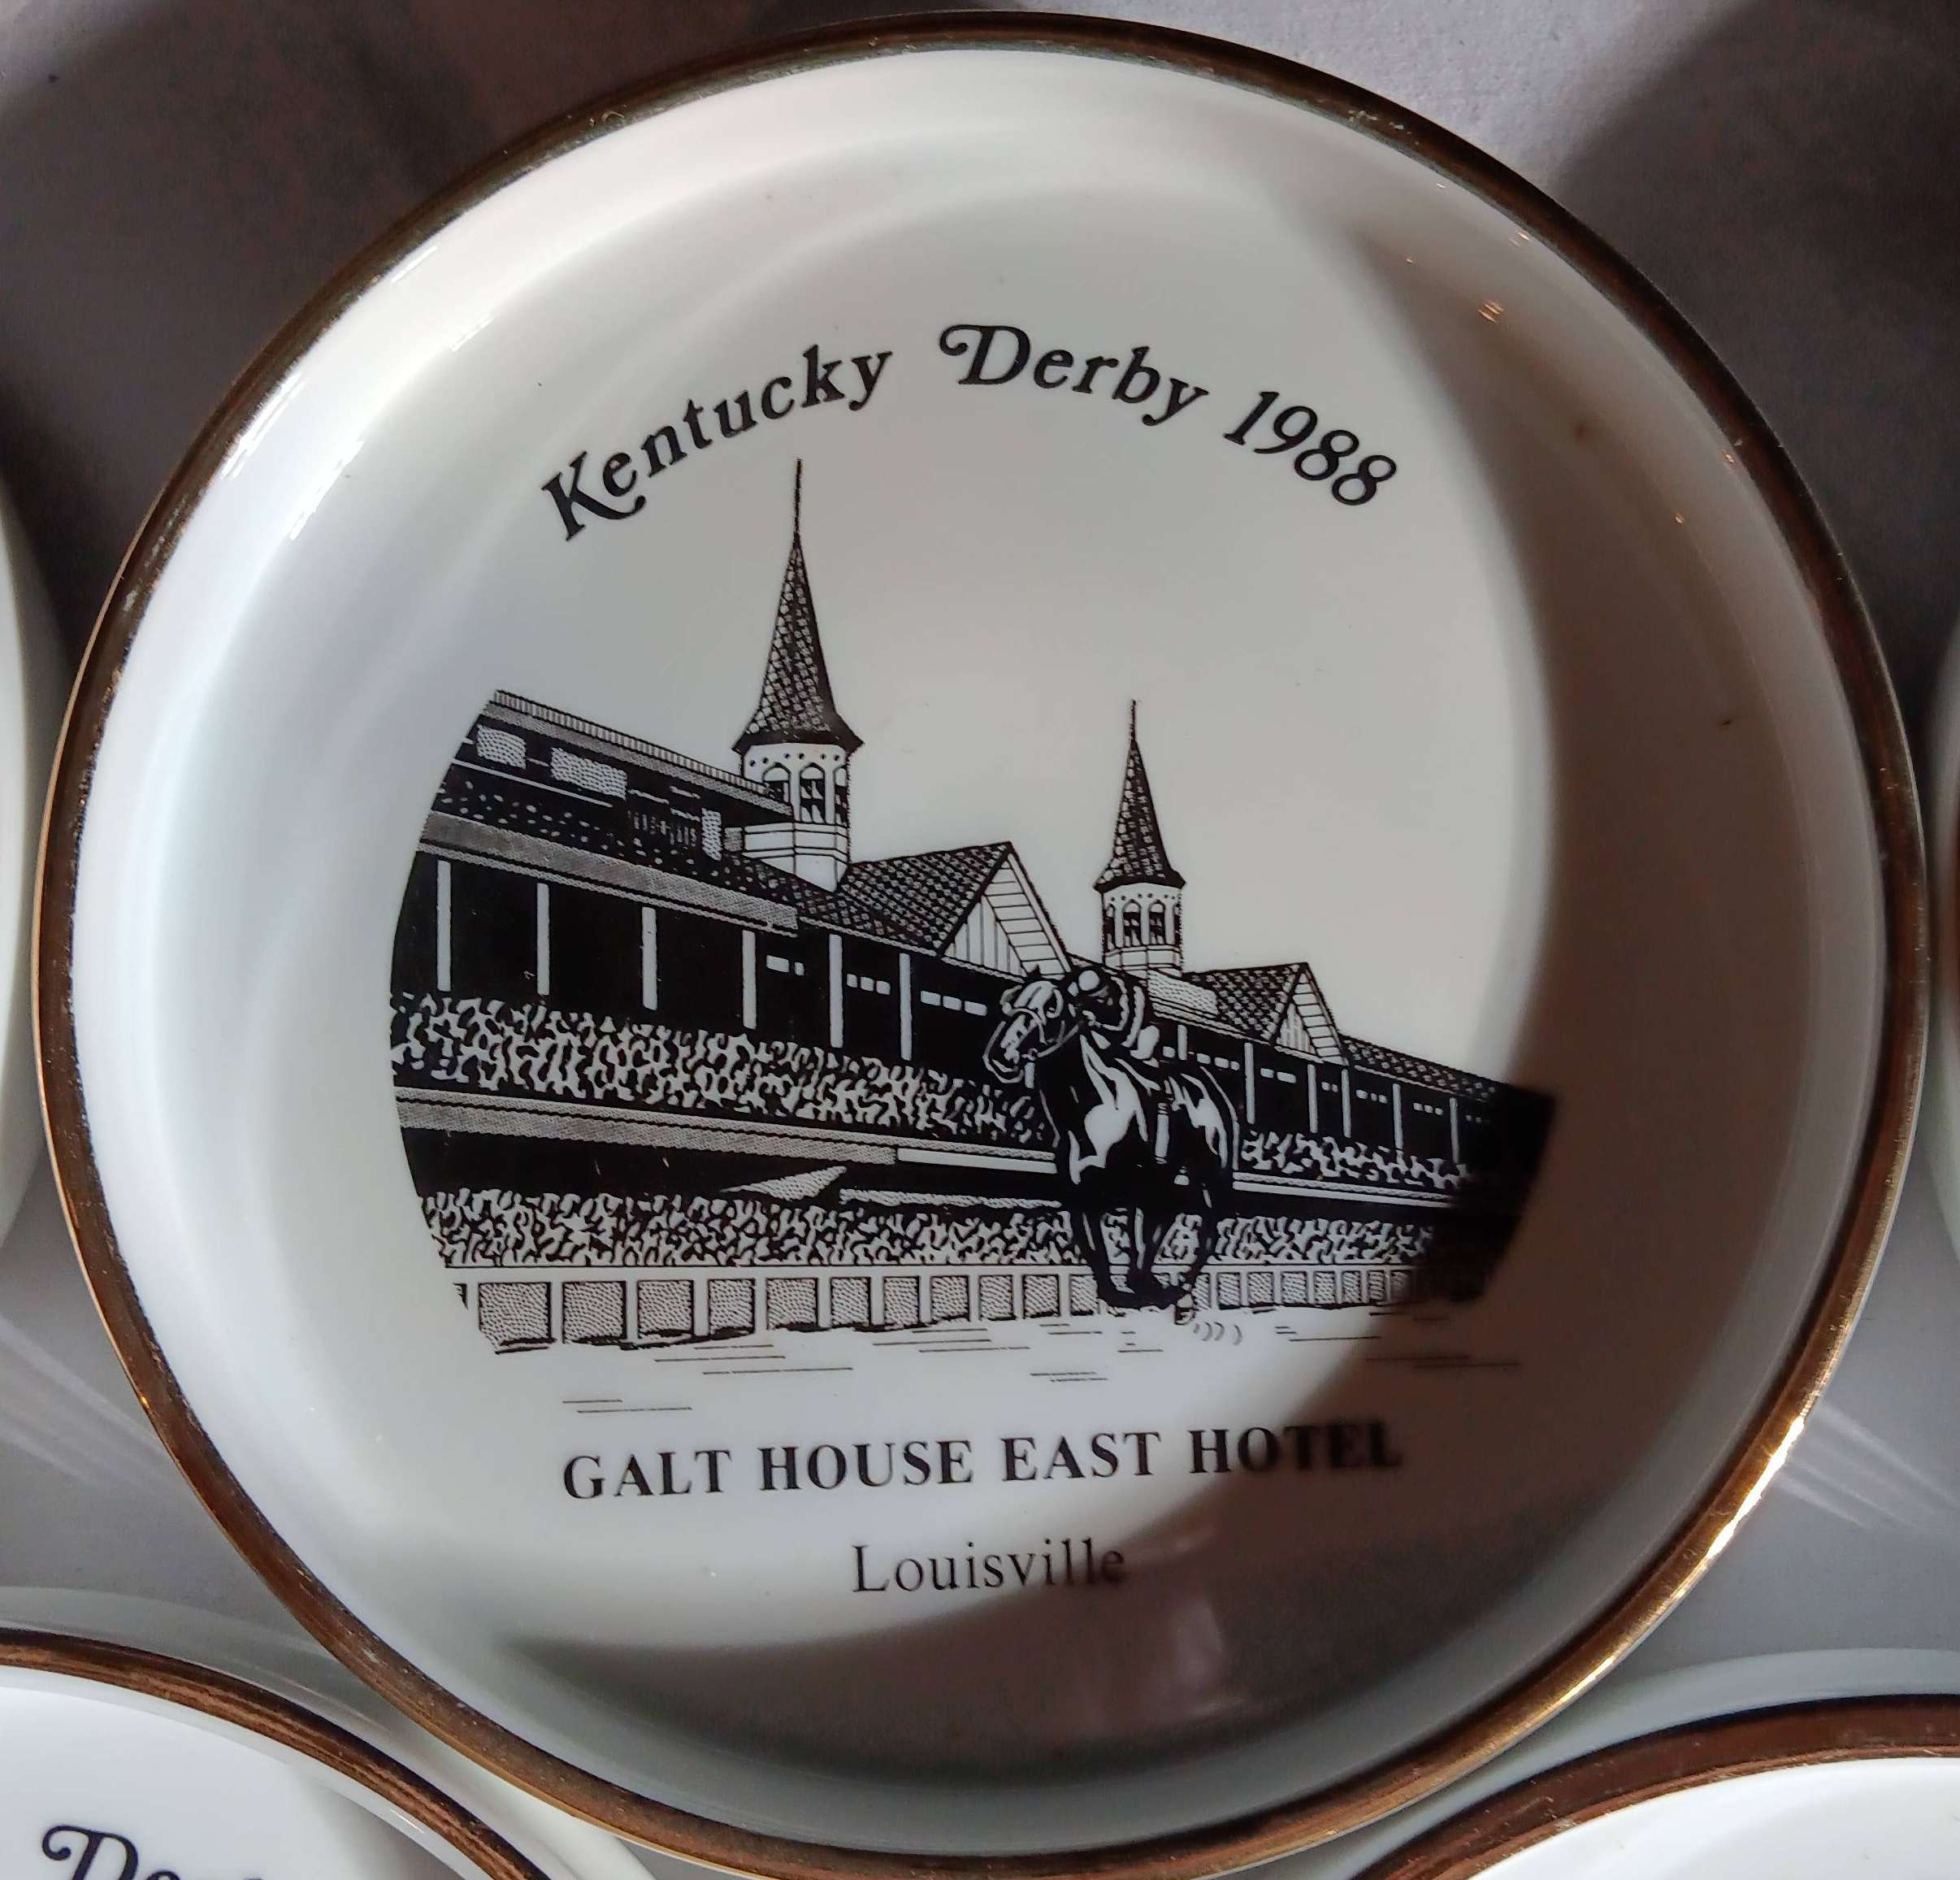 Kentucky Derby 1988
GALT HOUSE EAST HOTEL
Louisville